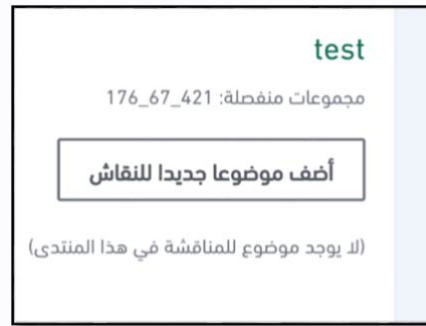 test
مجموعات منفصلة: 421_67_176
أضف موضوعا جديدا للنقاش
(لا يوجد موضوع للمناقشة في هذا المنتدى)